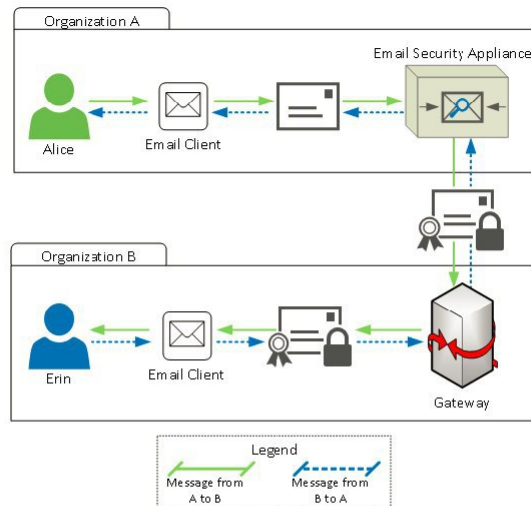 Organization A
Email Security Appliance
Alice
Email Client
Organization B
Erin
Email Client
Gateway
Legend
Message from
A to B
Message from
B to A